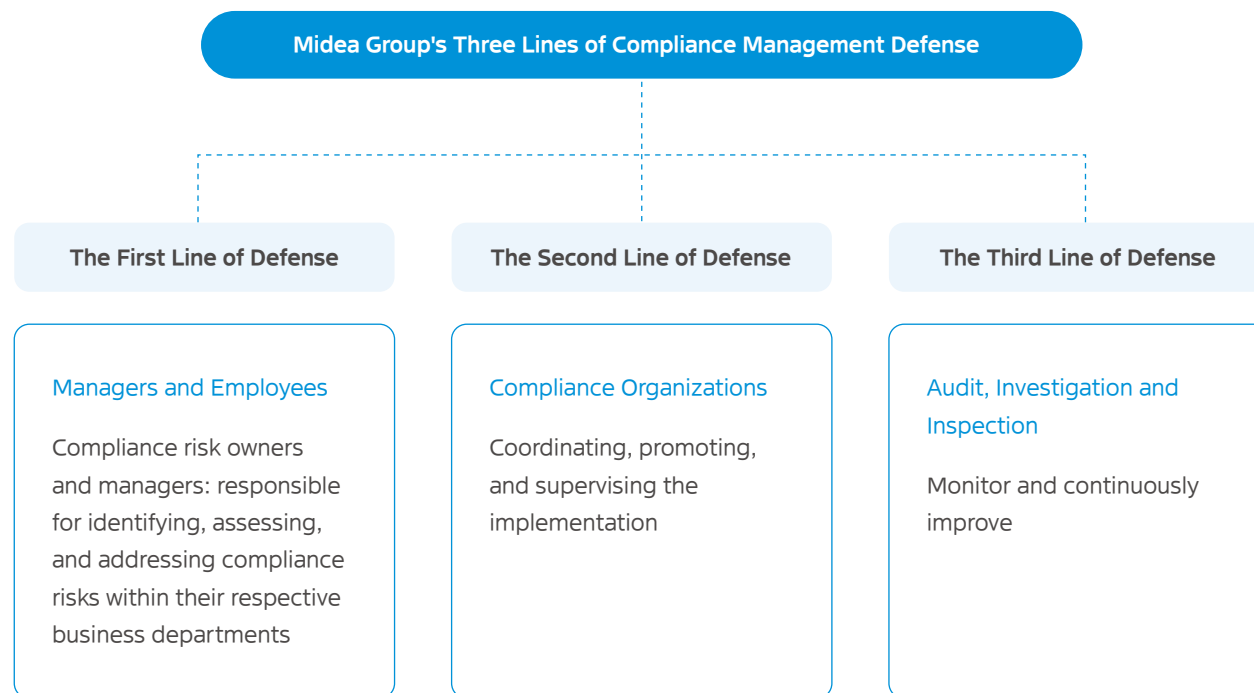 Midea Group's Three Lines of Compliance Management Defense
The First Line of Defense
Managers and Employees
Compliance risk owners
and managers: responsible
for identifying, assessing,
and addressing compliance
risks within their respective
business departments
The Second Line of Defense
Compliance Organizations
Coordinating, promoting,
and supervising the
implementation
The Third Line of Defense
Audit, Investigation and
Inspection
Monitor and continuously
improve